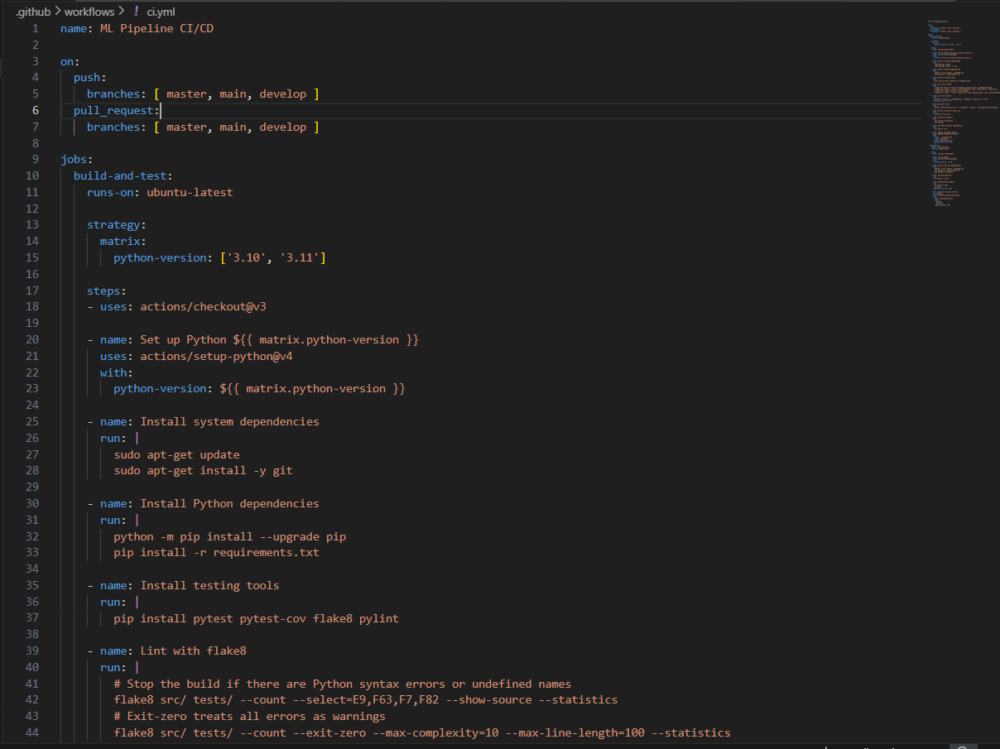 .github > workflows > ! ci.yml
1 name: ML Pipeline CI/CD
2
3 on:
4   push:
5     branches: [ master, main, develop ]
6   pull_request:
7     branches: [ master, main, develop ]
8
9 jobs:
10   build-and-test:
11     runs-on: ubuntu-latest
12
13     strategy:
14       matrix:
15         python-version: ['3.10', '3.11']
16
17     steps:
18     - uses: actions/checkout@v3
19
20     - name: Set up Python ${{ matrix.python-version }}
21       uses: actions/setup-python@v4
22       with:
23         python-version: ${{ matrix.python-version }}
24
25     - name: Install system dependencies
26       run: |
27         sudo apt-get update
28         sudo apt-get install -y git
29
30     - name: Install Python dependencies
31       run: |
32         python -m pip install --upgrade pip
33         pip install -r requirements.txt
34
35     - name: Install testing tools
36       run: |
37         pip install pytest pytest-cov flake8 pylint
38
39     - name: Lint with flake8
40       run: |
41         # Stop the build if there are Python syntax errors or undefined names
42         flake8 src/ tests/ --count --select=E9,F63,F7,F82 --show-source --statistics
43         # Exit-zero treats all errors as warnings
44         flake8 src/ tests/ --count --exit-zero --max-complexity=10 --max-line-length=100 --statistics